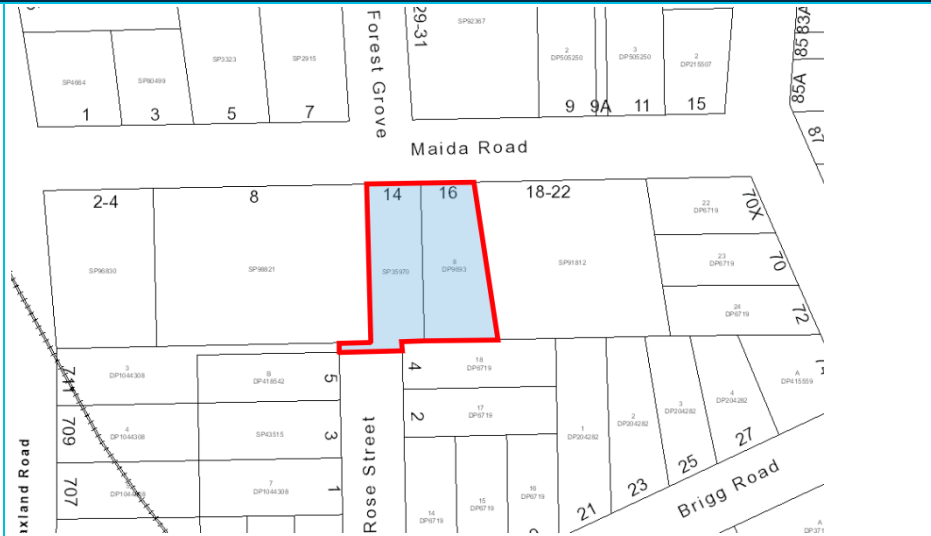 Forest Grove
29-31
SP92367
2
DP505250
3
DP505250
2
DP215507
83A
85
85A
87
SP4664
SP80499
SP3323
SP2915
1
3
5
7
9
9A
11
15
Maida Road
2-4
8
14
16
18-22
70X
22
DP6719
SP96830
SP98821
SP35970
8
DP9693
SP91812
23
DP6719
70
24
DP6719
72
711
3
DP1044308
B
DP418542
5
4
18
DP6719
A
DP415559
709
4
DP1044308
SP43515
3
2
17
DP6719
1
DP204282
2
DP204282
3
DP204282
4
DP204282
707
7
DP1044308
1
Rose Street
14
DP6719
15
DP6719
16
DP6719
21
23
25
27
Brigg Road
A
DP371
Road